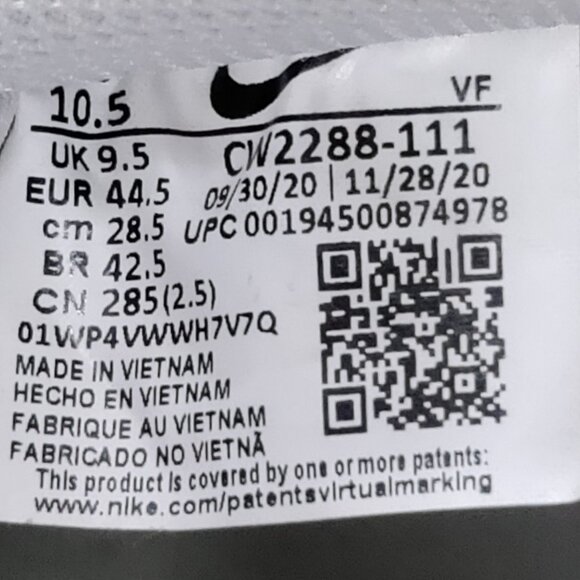 10.5 VF
UK 9.5 CW2288-111
EUR 44.5 09/30/20 | 11/28/20
cm 28.5 UPC 00194500874978
BR 42.5
CN 285(2.5)
01WP4VWWH7V7Q
MADE IN VIETNAM
HECHO EN VIETNAM
FABRIQUE AU VIETNAM
FABRICADO NO VIETNÃ
This product is covered by one or more patents:
www.nike.com/patentsvirtualmarking